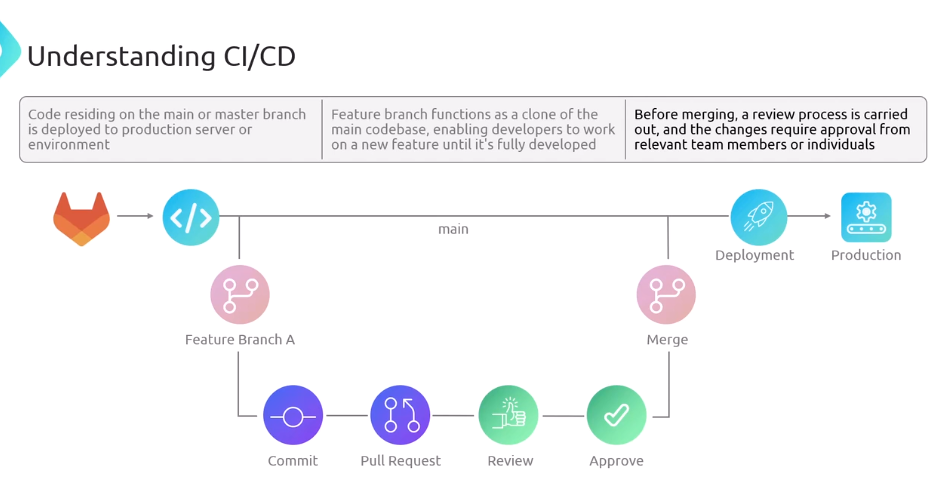 Understanding CI/CD
Code residing on the main or master branch
is deployed to production server or
environment
Feature branch functions as a clone of the
main codebase, enabling developers to work
on a new feature until it's fully developed
Before merging, a review process is carried
out, and the changes require approval from
relevant team members or individuals
main
Deployment
Production
Feature Branch A
Merge
Commit
Pull Request
Review
Approve